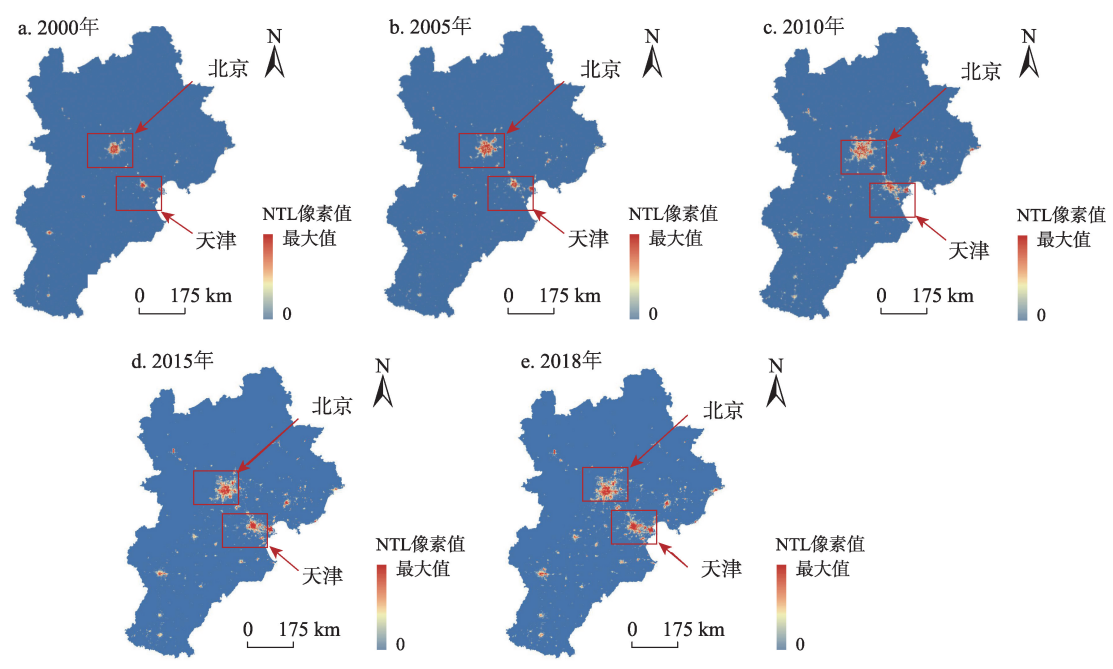 a. 2000年
N
北京
天津
NTL像素值
最大值
0
0 175 km
b. 2005年
N
北京
天津
NTL像素值
最大值
0
0 175 km
c. 2010年
N
北京
天津
NTL像素值
最大值
0
0 175 km
d. 2015年
N
北京
天津
NTL像素值
最大值
0
0 175 km
e. 2018年
N
北京
天津
NTL像素值
最大值
0
0 175 km